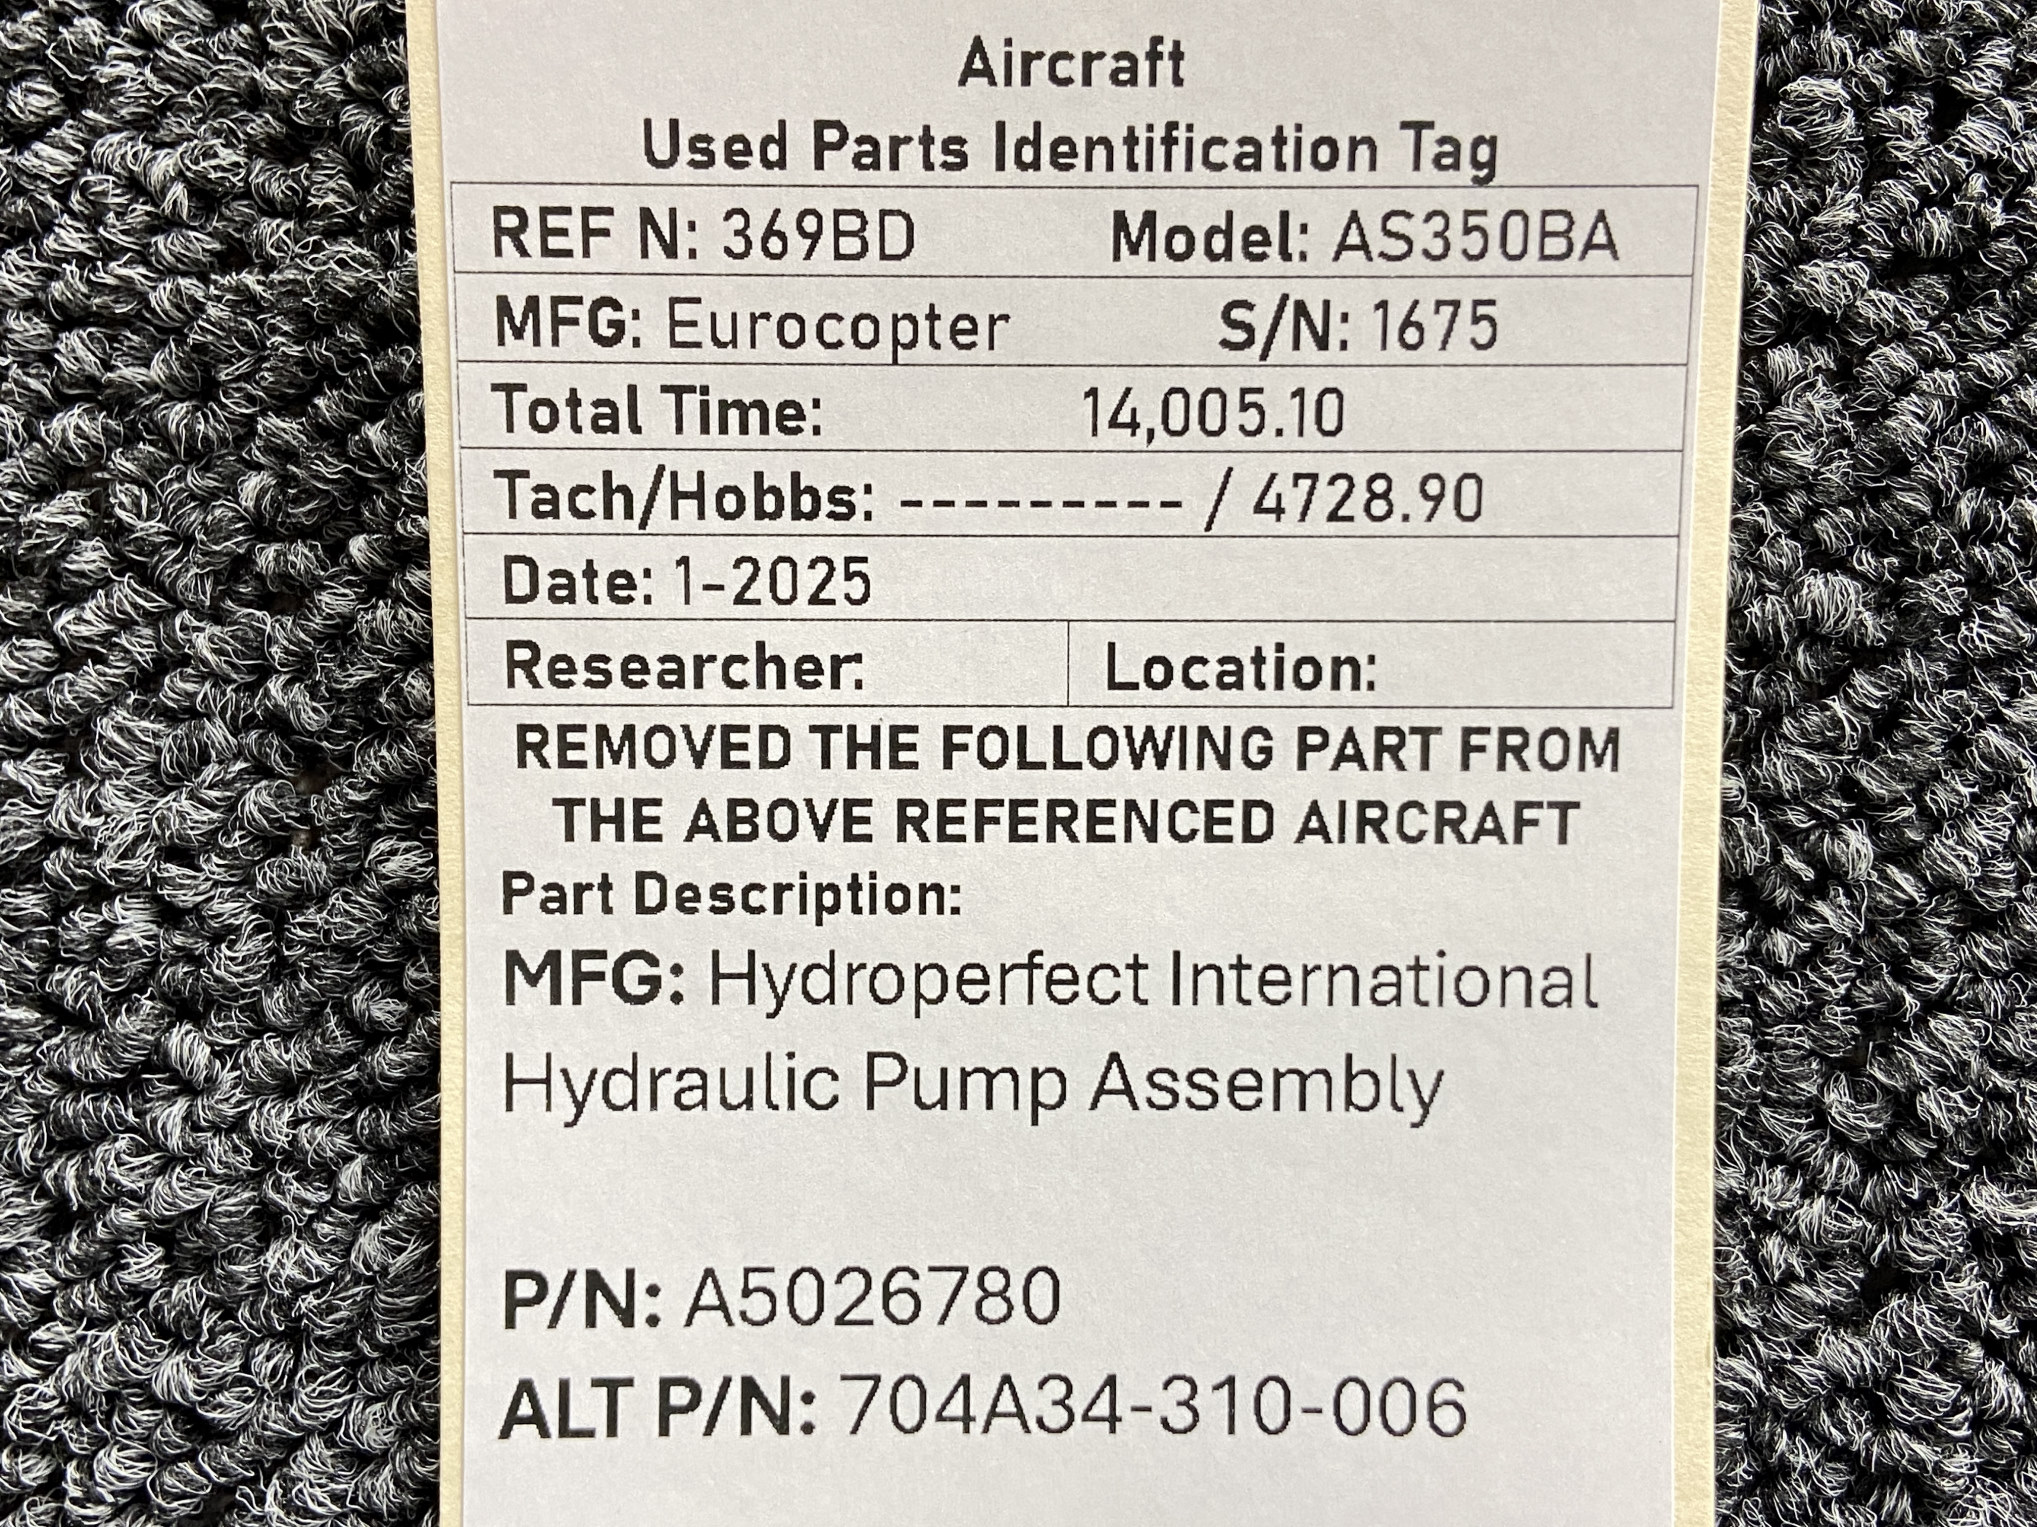 Aircraft
Used Parts Identification Tag
REF N: 369BD Model: AS350BA
MFG: Eurocopter S/N: 1675
Total Time: 14,005.10
Tach/Hobbs: --------- / 4728.90
Date: 1-2025
Researcher: Location:
REMOVED THE FOLLOWING PART FROM
THE ABOVE REFERENCED AIRCRAFT
Part Description:
MFG: Hydroperfect International
Hydraulic Pump Assembly
P/N: A5026780
ALT P/N: 704A34-310-006